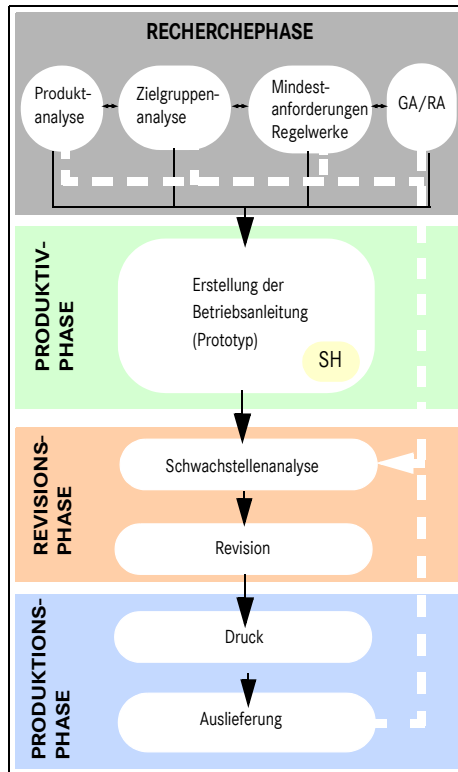 RECHERCHEPHASE
Produkt-
analyse
Zielgruppen-
analyse
Mindest-
anforderungen
Regelwerke
GA/RA
PRODUKTIV-
PHASE
Erstellung der
Betriebsanleitung
(Prototyp)
SH
REVISIONS-
PHASE
Schwachstellenanalyse
Revision
PRODUKTIONS-
PHASE
Druck
Auslieferung